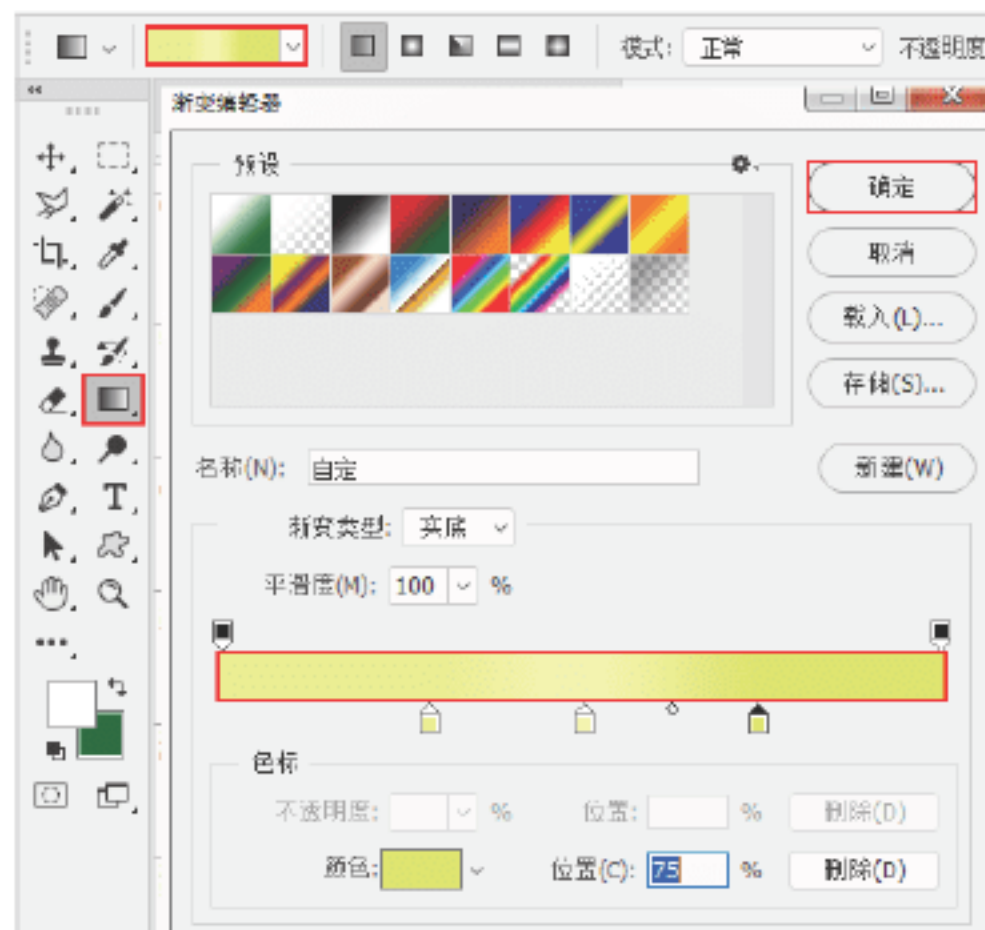 模式: 正常 不透明度
渐变编辑器
预设
确定
取消
载入(L)...
存储(S)...
名称(N): 自定
新建(W)
渐变类型: 实底
平滑度(M): 100 %
色标
不透明度: % 位置: % 删除(D)
颜色: 位置(C): 75 % 删除(D)